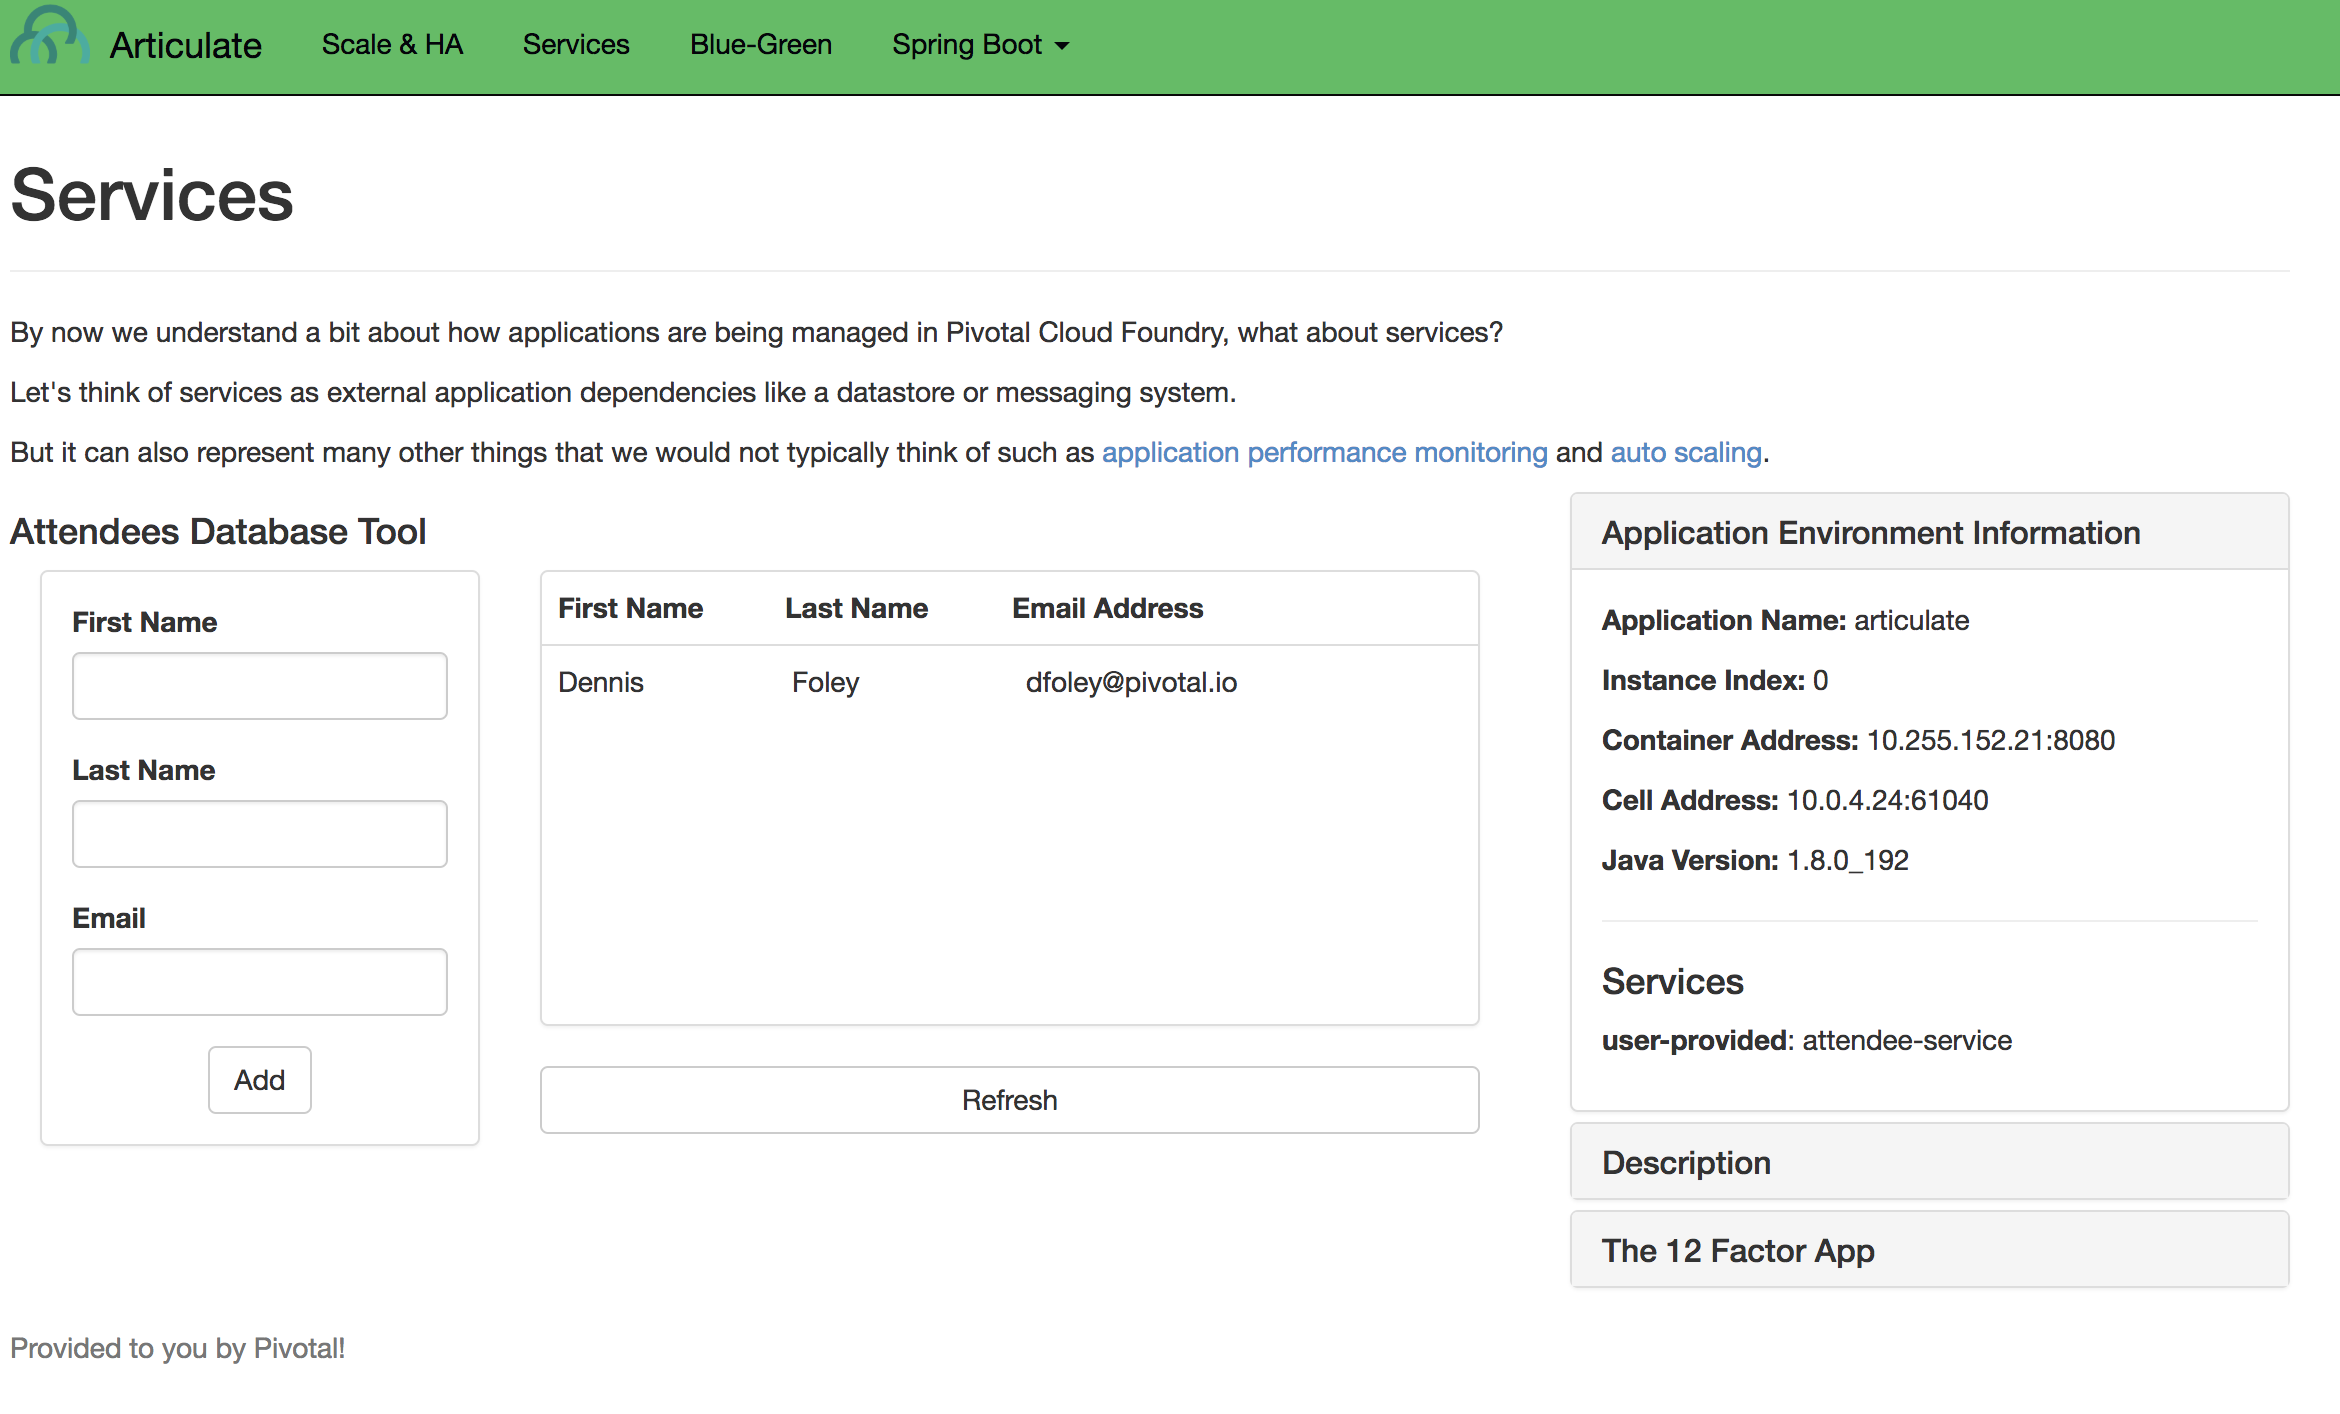 Articulate Scale & HA Services Blue-Green Spring Boot
Services
By now we understand a bit about how applications are being managed in Pivotal Cloud Foundry, what about services?
Let's think of services as external application dependencies like a datastore or messaging system.
But it can also represent many other things that we would not typically think of such as application performance monitoring and auto scaling.
Attendees Database Tool
First Name
Last Name
Email
Add
First Name Last Name Email Address
Dennis Foley dfoley@pivotal.io
Refresh
Application Environment Information
Application Name: articulate
Instance Index: 0
Container Address: 10.255.152.21:8080
Cell Address: 10.0.4.24:61040
Java Version: 1.8.0_192
Services
user-provided: attendee-service
Description
The 12 Factor App
Provided to you by Pivotal!